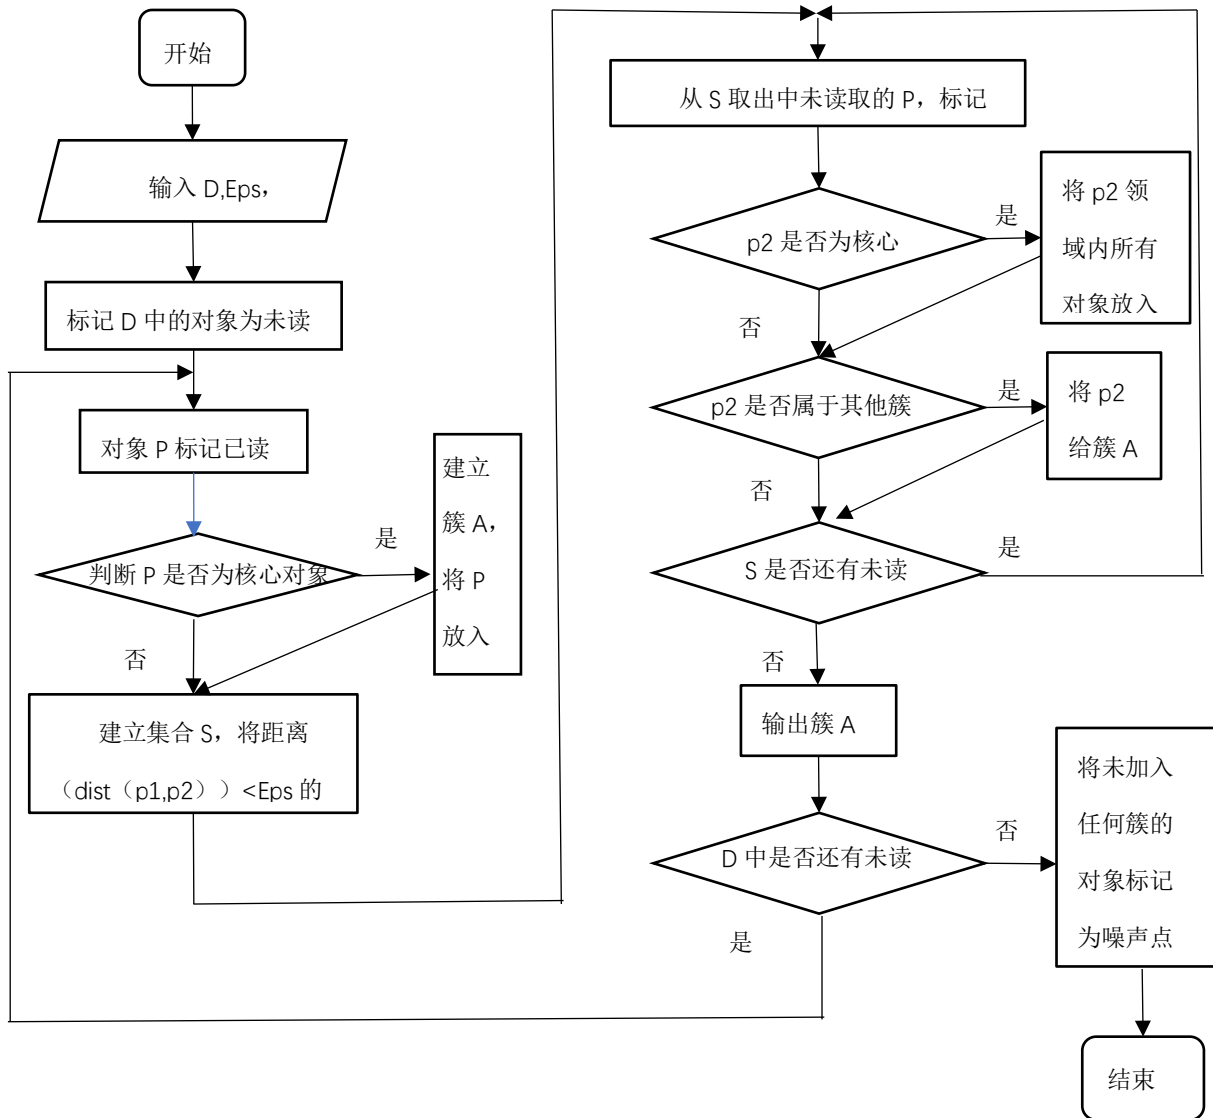 开始
输入 D,Eps,
标记 D 中的对象为未读
对象 P 标记已读
判断 P 是否为核心对象
是
建立
簇 A,
将 P
放入
否
建立集合 S，将距离
（dist（p1,p2））<Eps 的
从 S 取出中未读取的 P，标记
p2 是否为核心
是
将 p2 领
域内所有
对象放入
否
p2 是否属于其他簇
是
将 p2
给簇 A
否
S 是否还有未读
是
否
输出簇 A
D 中是否还有未读
否
将未加入
任何簇的
对象标记
为噪声点
是
结束